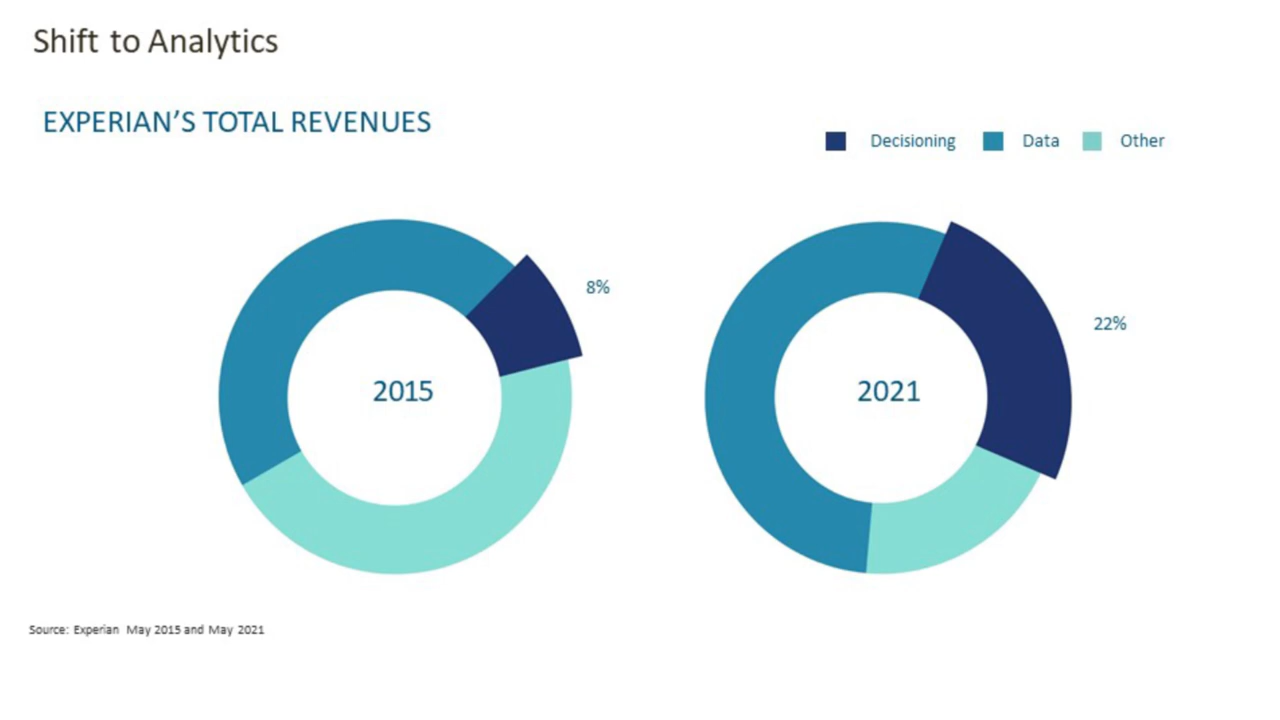 Shift to Analytics
EXPERIAN’S TOTAL REVENUES
Decisioning Data Other
8%
22%
2015
2021
Source: Experian May 2015 and May 2021